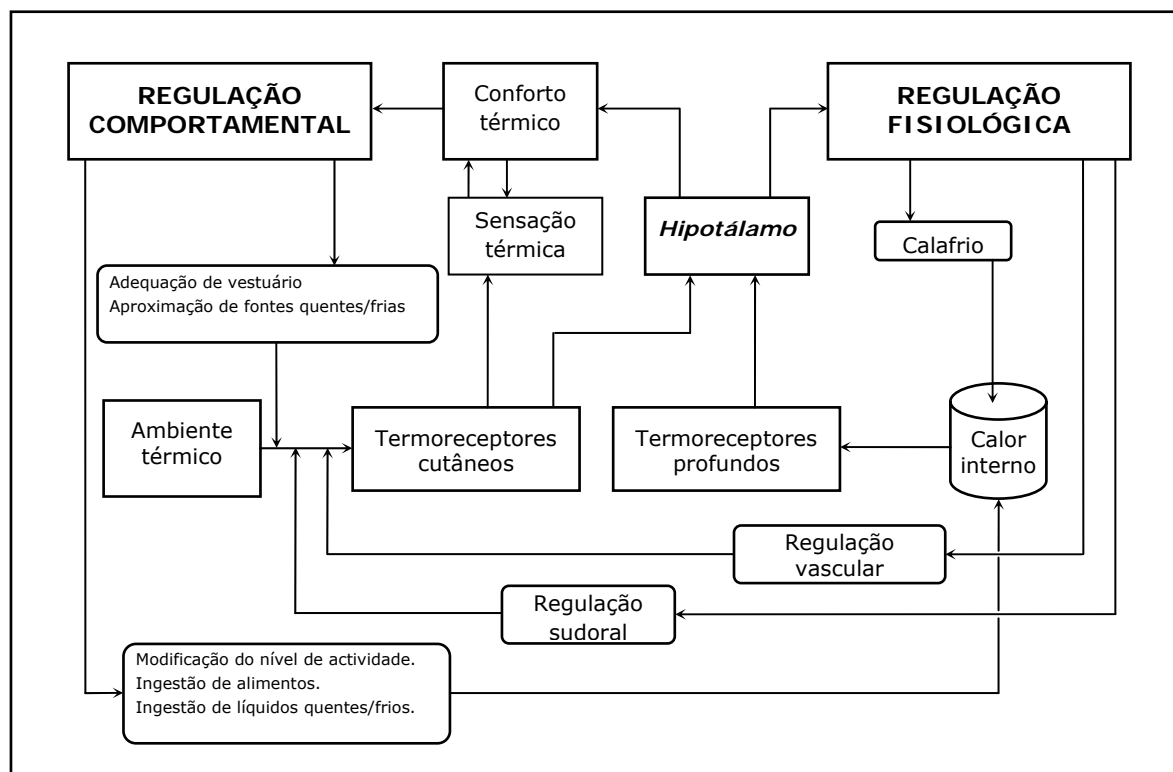 REGULAÇÃO
COMPORTAMENTAL
Conforto
térmico
REGULAÇÃO
FISIOLÓGICA
Sensação
térmica
Hipotálamo
Calafrio
Adequação de vestuário
Aproximação de fontes quentes/frias
Ambiente
térmico
Termoreceptores
cutâneos
Termoreceptores
profundos
Calor
interno
Regulação
vascular
Regulação
sudoral
Modificação do nível de actividade.
Ingestão de alimentos.
Ingestão de líquidos quentes/frios.